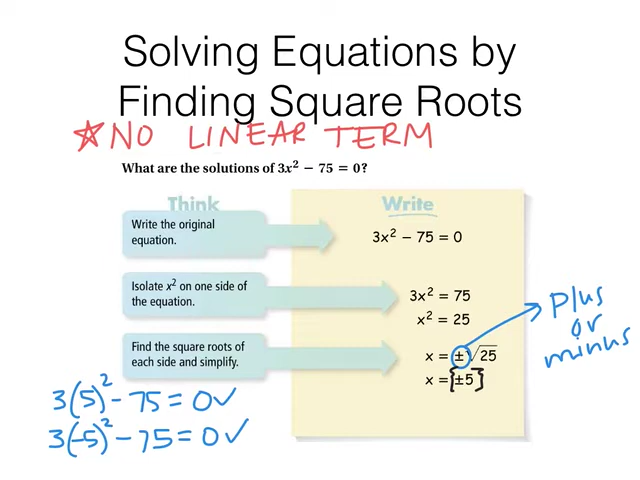 Solving Equations by
Finding Square Roots
☆ NO LINEAR TERM
What are the solutions of 3x² − 75 = 0?
Think
Write
Write the original
equation.
3x² − 75 = 0
Isolate x² on one side of
the equation.
3x² = 75
x² = 25
Plus
or
minus
Find the square roots of
each side and simplify.
x = ±√25
x = {±5}
3(5)² − 75 = 0 ✓
3(−5)² − 75 = 0 ✓